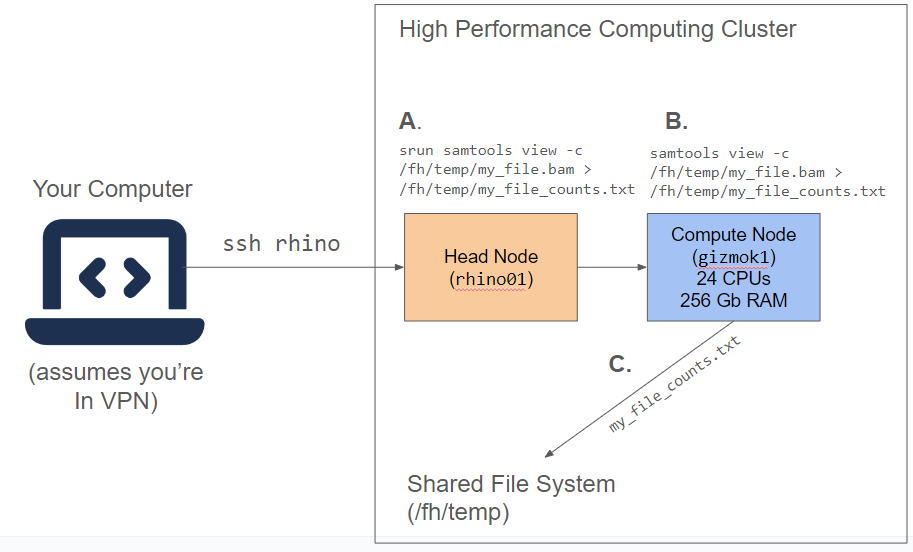 High Performance Computing Cluster
A.
srun samtools view -c
/fh/temp/my_file.bam >
/fh/temp/my_file_counts.txt
B.
samtools view -c
/fh/temp/my_file.bam >
/fh/temp/my_file_counts.txt
Your Computer
ssh rhino
(assumes you’re
In VPN)
Head Node
(rhino01)
Compute Node
(gizmok1)
24 CPUs
256 Gb RAM
C.
my_file_counts.txt
Shared File System
(/fh/temp)